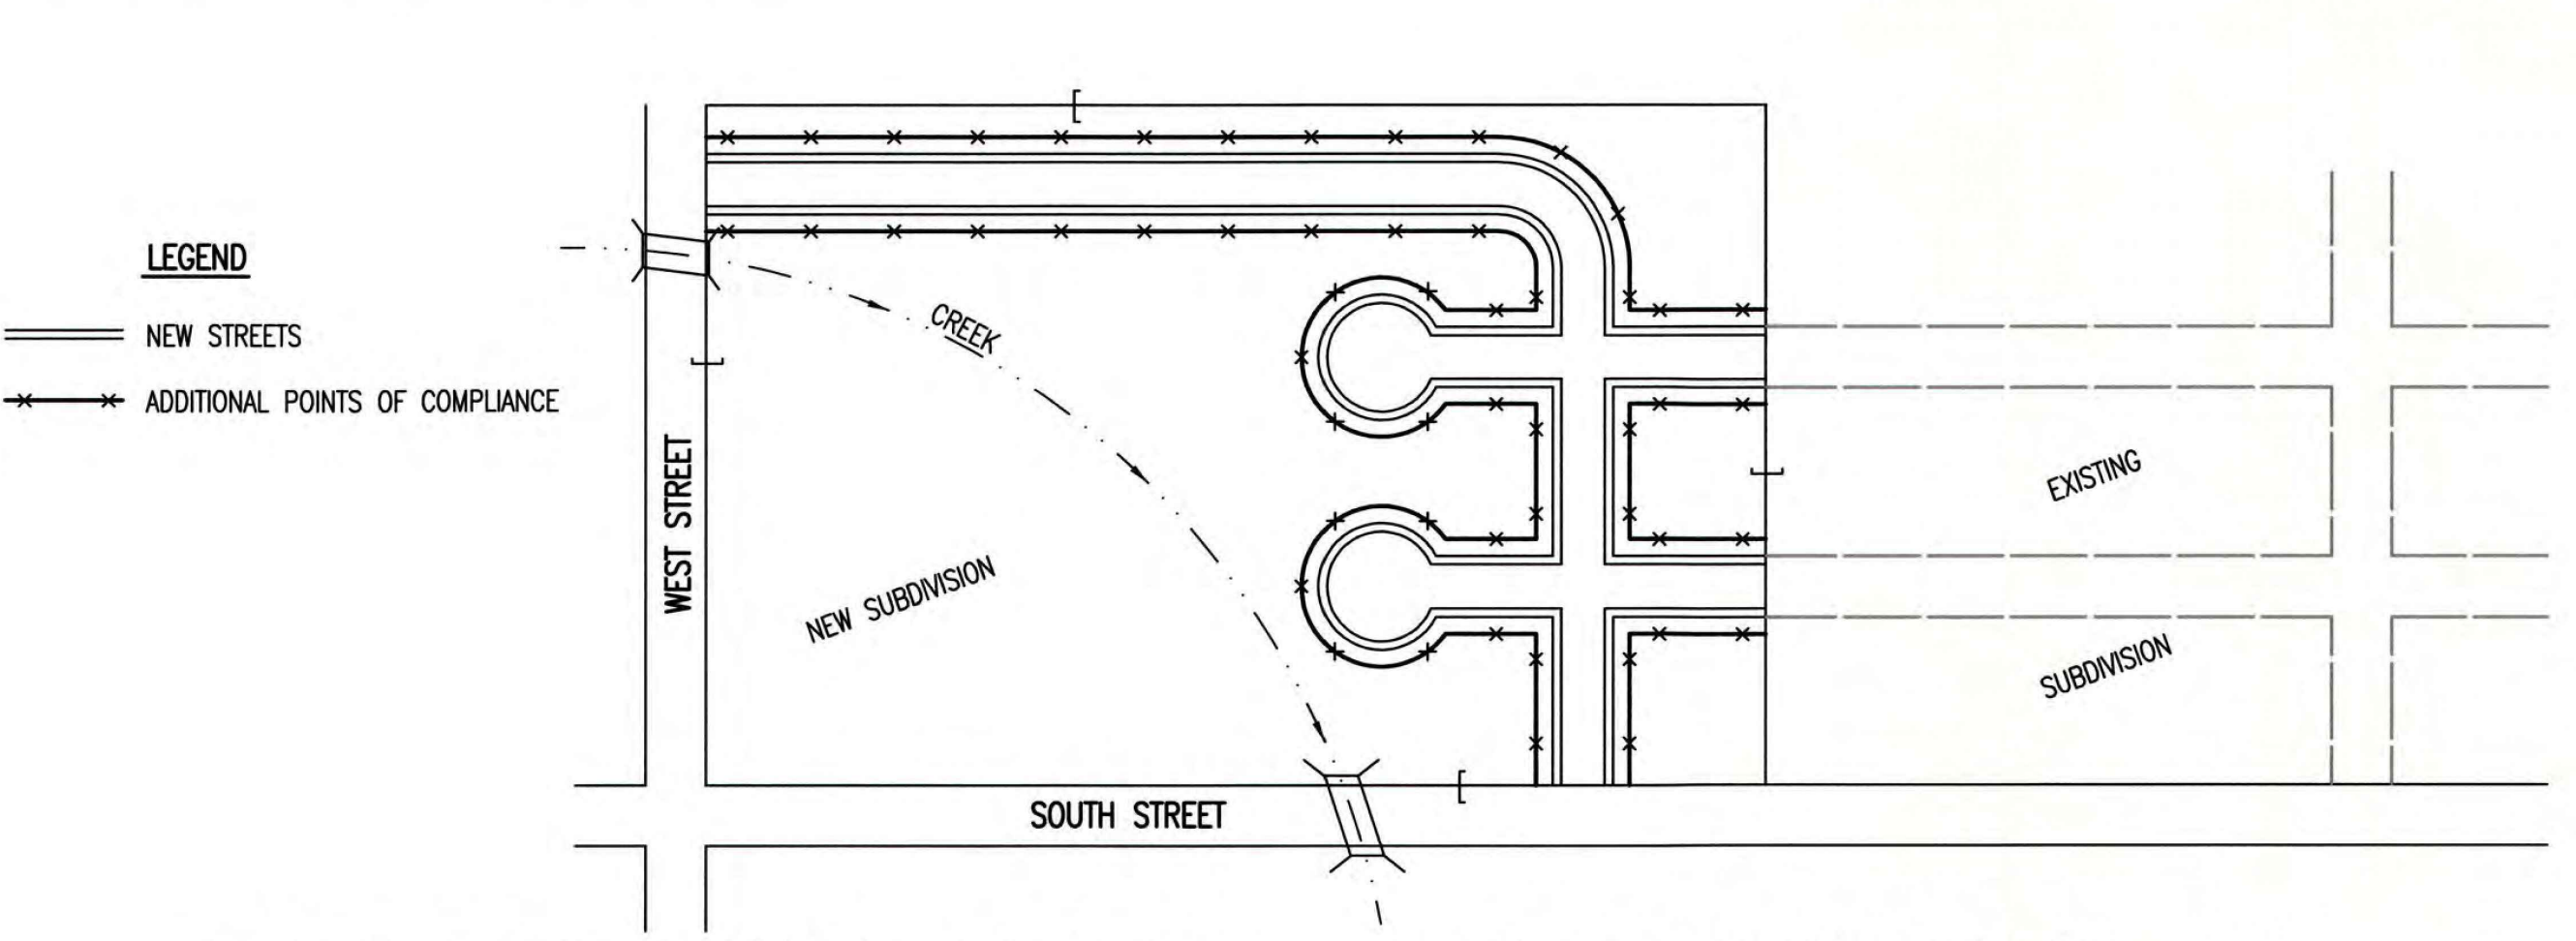 LEGEND
NEW STREETS
ADDITIONAL POINTS OF COMPLIANCE
CREEK
WEST STREET
NEW SUBDIVISION
EXISTING
SUBDIVISION
SOUTH STREET